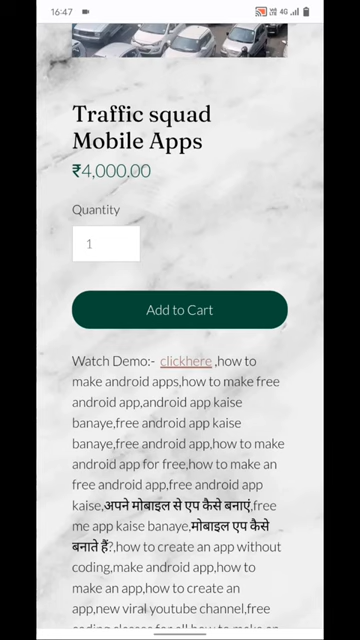 16:47
4G
Traffic squad
Mobile Apps
₹4,000.00
Quantity
1
Add to Cart
Watch Demo:- clickhere ,how to
make android apps,how to make free
android app,android app kaise
banaye,free android app kaise
banaye,free android app,how to make
android app for free,how to make an
free android app,free android app
kaise,अपने मोबाइल से एप कैसे बनाएं,free
me app kaise banaye,मोबाइल एप कैसे
बनाते हैं?,how to create an app without
coding,make android app,how to
make an app,how to create an
app,new viral youtube channel,free